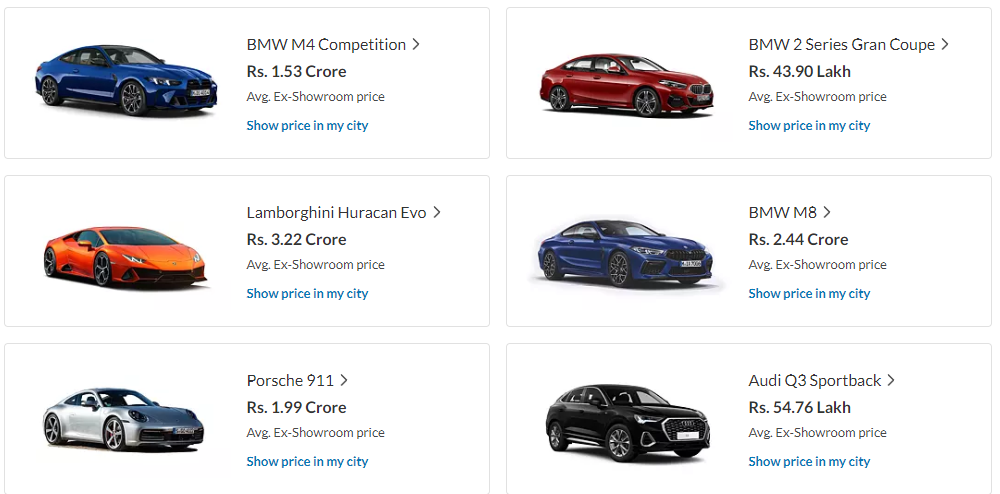 BMW M4 Competition
Rs. 1.53 Crore
Avg. Ex-Showroom price
Show price in my city
BMW 2 Series Gran Coupe
Rs. 43.90 Lakh
Avg. Ex-Showroom price
Show price in my city
Lamborghini Huracan Evo
Rs. 3.22 Crore
Avg. Ex-Showroom price
Show price in my city
BMW M8
Rs. 2.44 Crore
Avg. Ex-Showroom price
Show price in my city
Porsche 911
Rs. 1.99 Crore
Avg. Ex-Showroom price
Show price in my city
Audi Q3 Sportback
Rs. 54.76 Lakh
Avg. Ex-Showroom price
Show price in my city